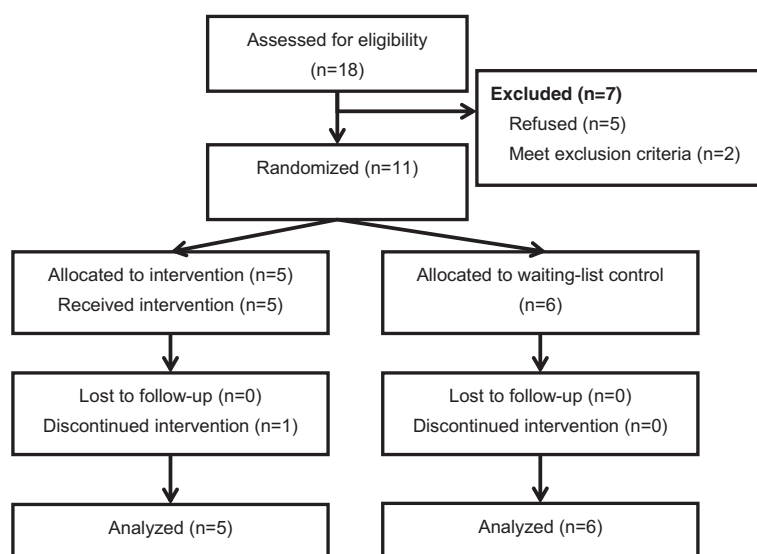 Assessed for eligibility
(n=18)
Excluded (n=7)
Refused (n=5)
Meet exclusion criteria (n=2)
Randomized (n=11)
Allocated to intervention (n=5)
Received intervention (n=5)
Allocated to waiting-list control
(n=6)
Lost to follow-up (n=0)
Discontinued intervention (n=1)
Lost to follow-up (n=0)
Discontinued intervention (n=0)
Analyzed (n=5)
Analyzed (n=6)